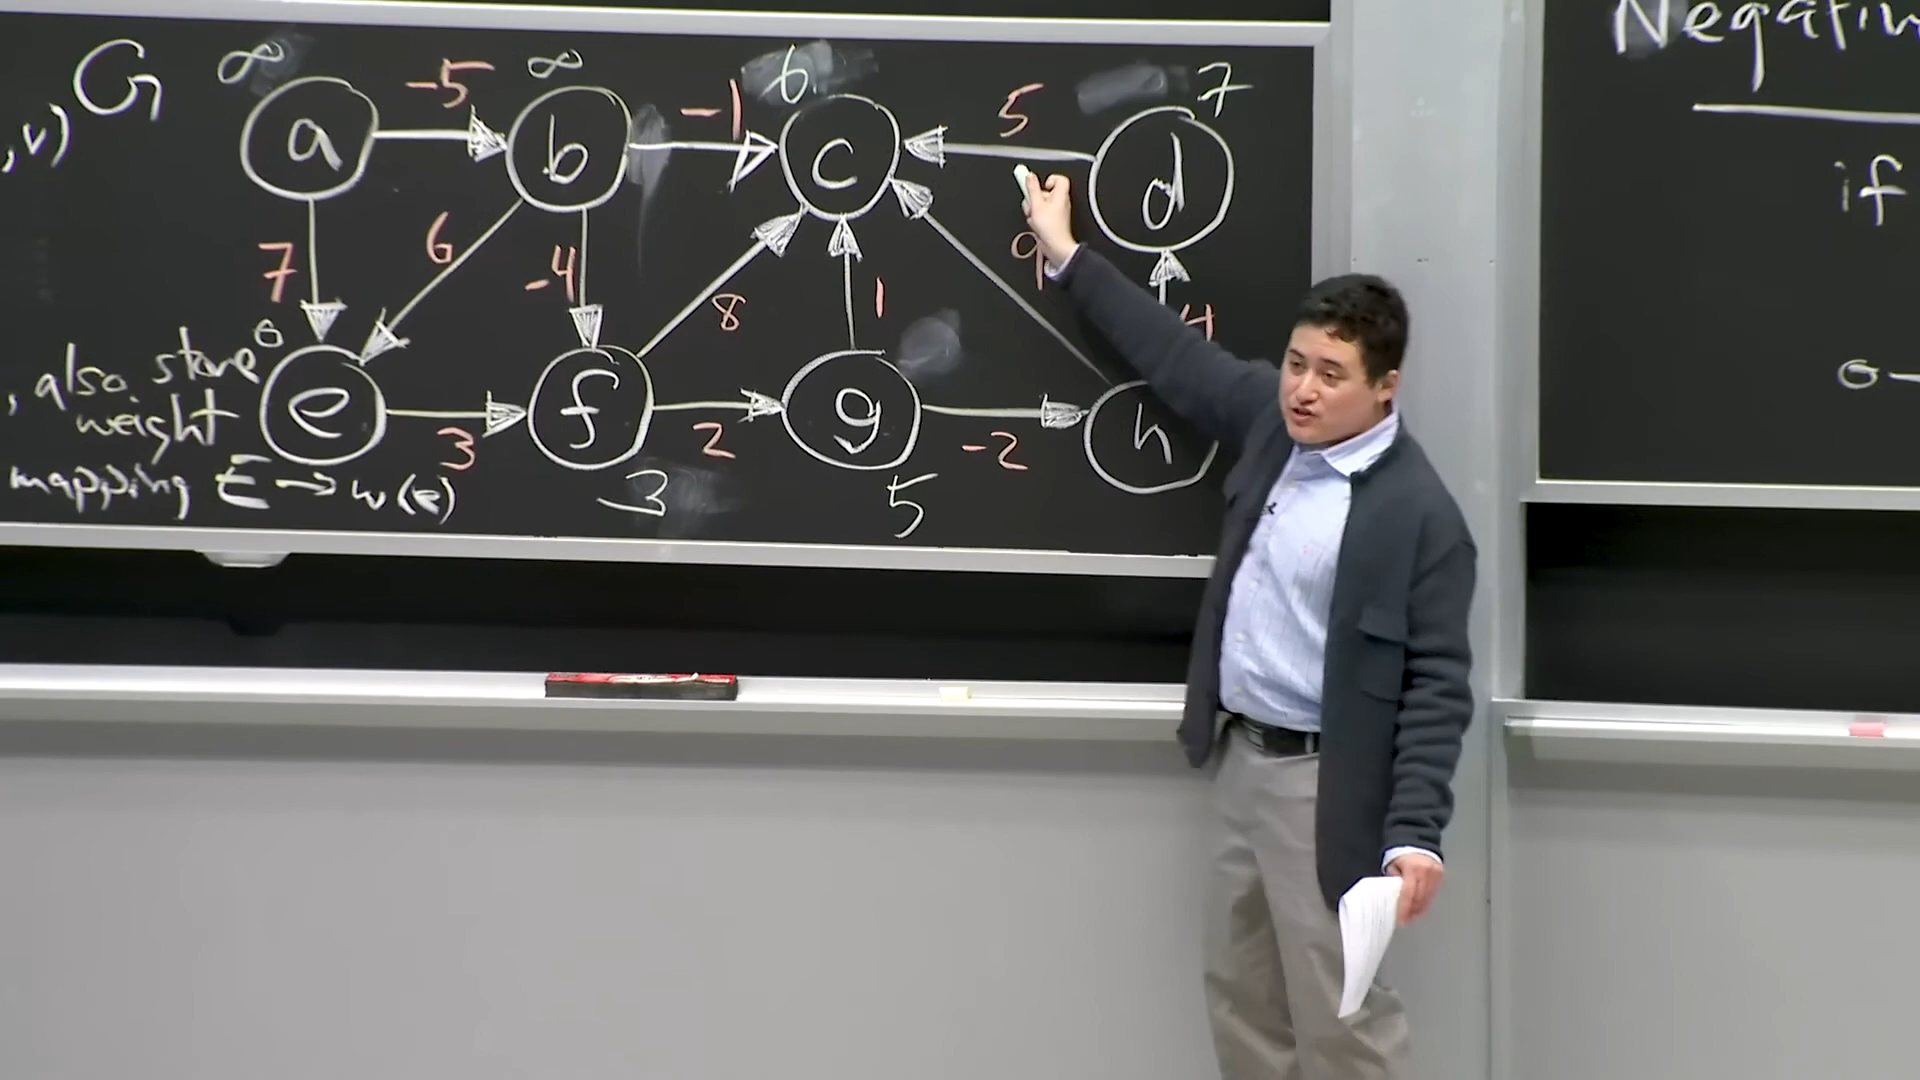 ,v) G
∞ ∞ 6 7
-5 -1 5
a b c d
7 6 -4 8 1 9 4
0
, also store
weight
mapping E → w(e)
e f g h
3 2 -2
3 5
Negativ
if